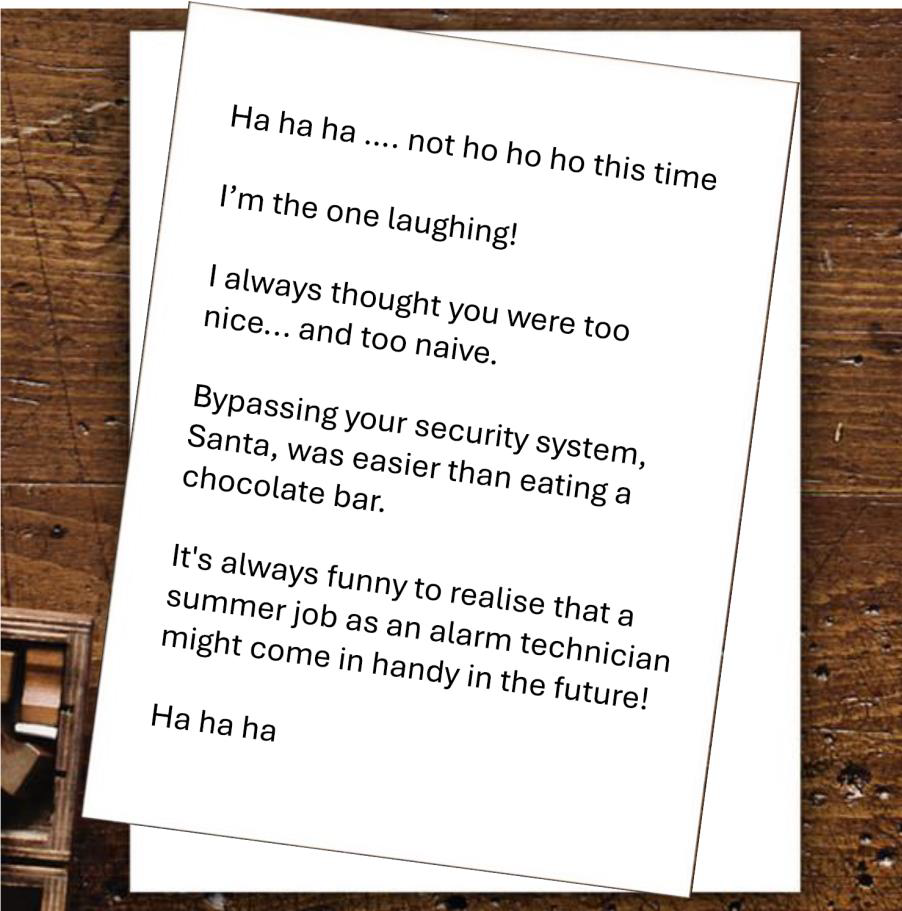 Ha ha ha .... not ho ho ho this time
I’m the one laughing!
I always thought you were too
nice... and too naive.
Bypassing your security system,
Santa, was easier than eating a
chocolate bar.
It's always funny to realise that a
summer job as an alarm technician
might come in handy in the future!
Ha ha ha